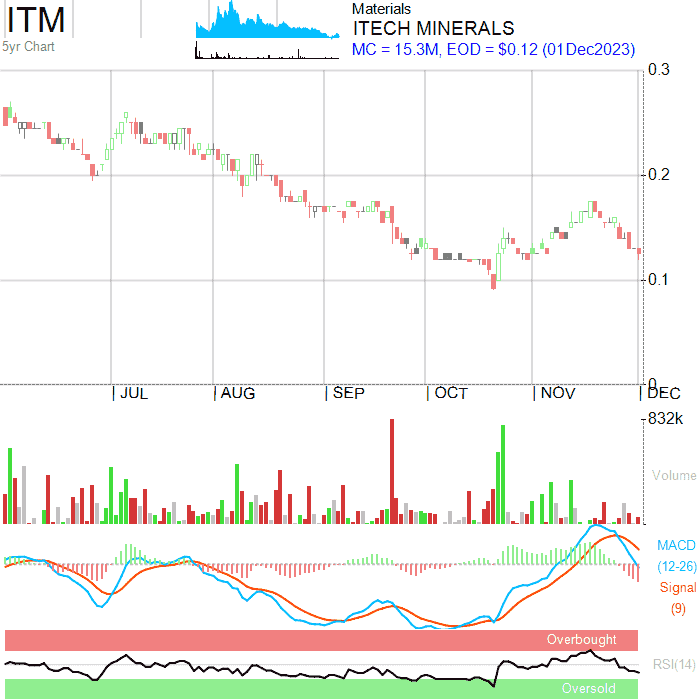 ITM
5yr Chart
Materials
ITECH MINERALS
MC = 15.3M, EOD = $0.12 (01Dec2023)
0.3
0.2
0.1
0
| JUL | AUG | SEP | OCT | NOV | DEC
832k
Volume
MACD
(12-26)
Signal
(9)
Overbought
RSI(14)
Oversold